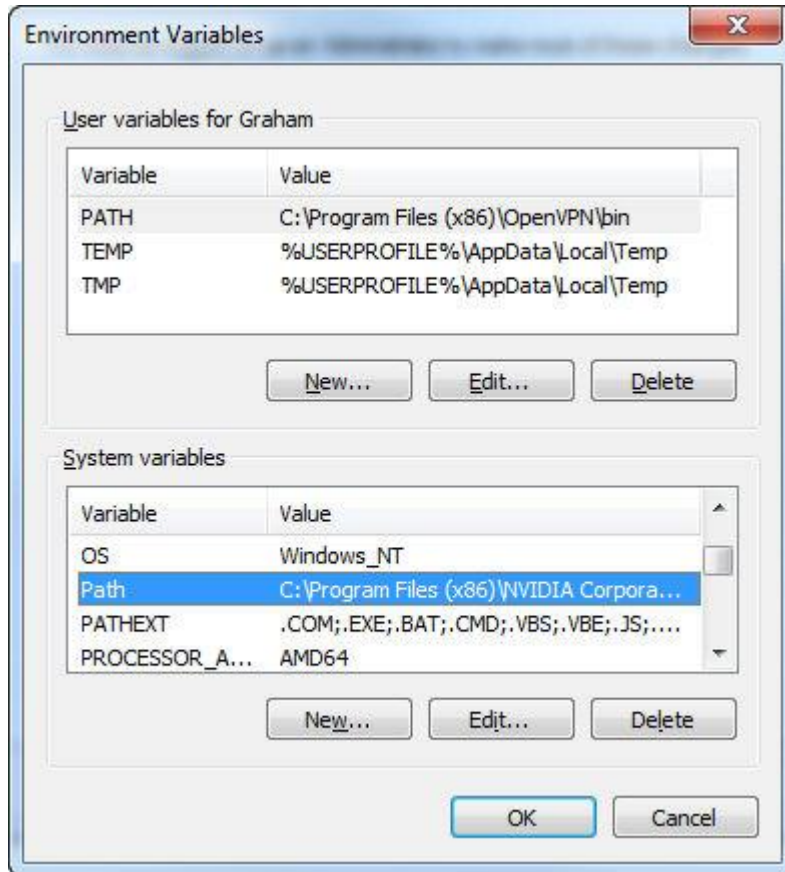 Environment Variables
User variables for Graham
Variable Value
PATH C:\Program Files (x86)\OpenVPN\bin
TEMP %USERPROFILE%\AppData\Local\Temp
TMP %USERPROFILE%\AppData\Local\Temp
New... Edit... Delete
System variables
Variable Value
OS Windows_NT
Path C:\Program Files (x86)\NVIDIA Corpora...
PATHEXT .COM;.EXE;.BAT;.CMD;.VBS;.VBE;.JS;....
PROCESSOR_A... AMD64
New... Edit... Delete
OK Cancel